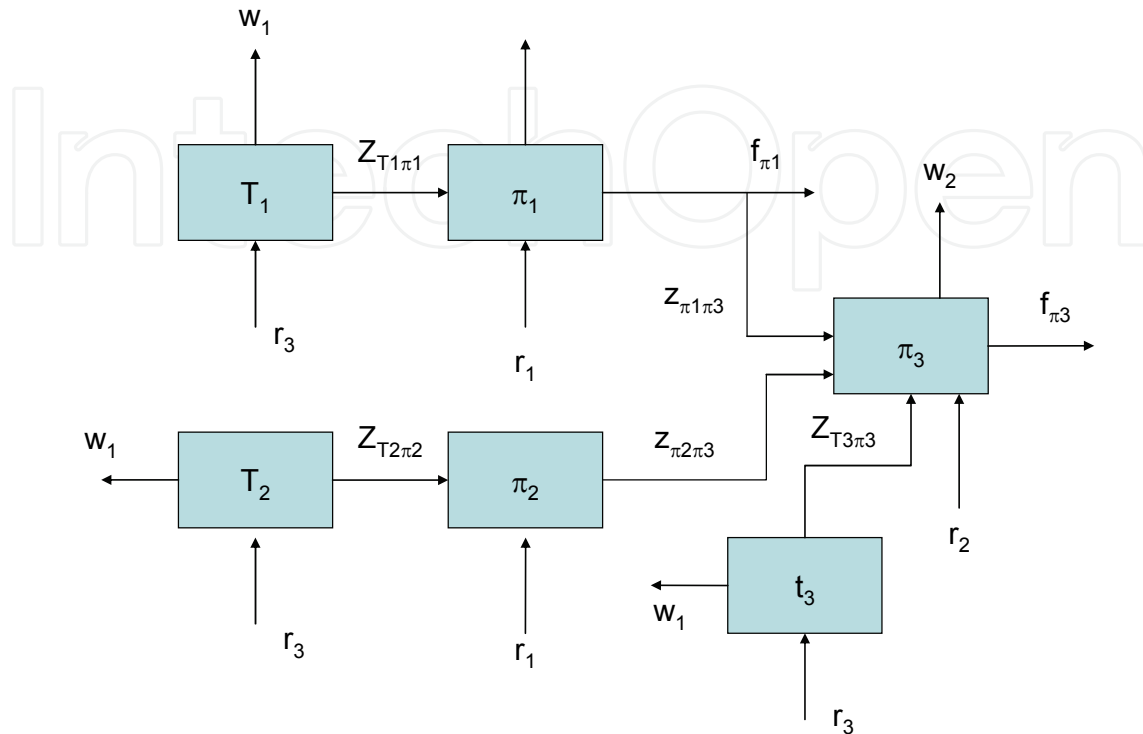 IntechOpen
w1
ZT1π1
fπ1
T1
π1
w2
r3
r1
zπ1π3
fπ3
π3
w1
ZT2π2
zπ2π3
ZT3π3
T2
π2
r2
r3
r1
t3
w1
r3